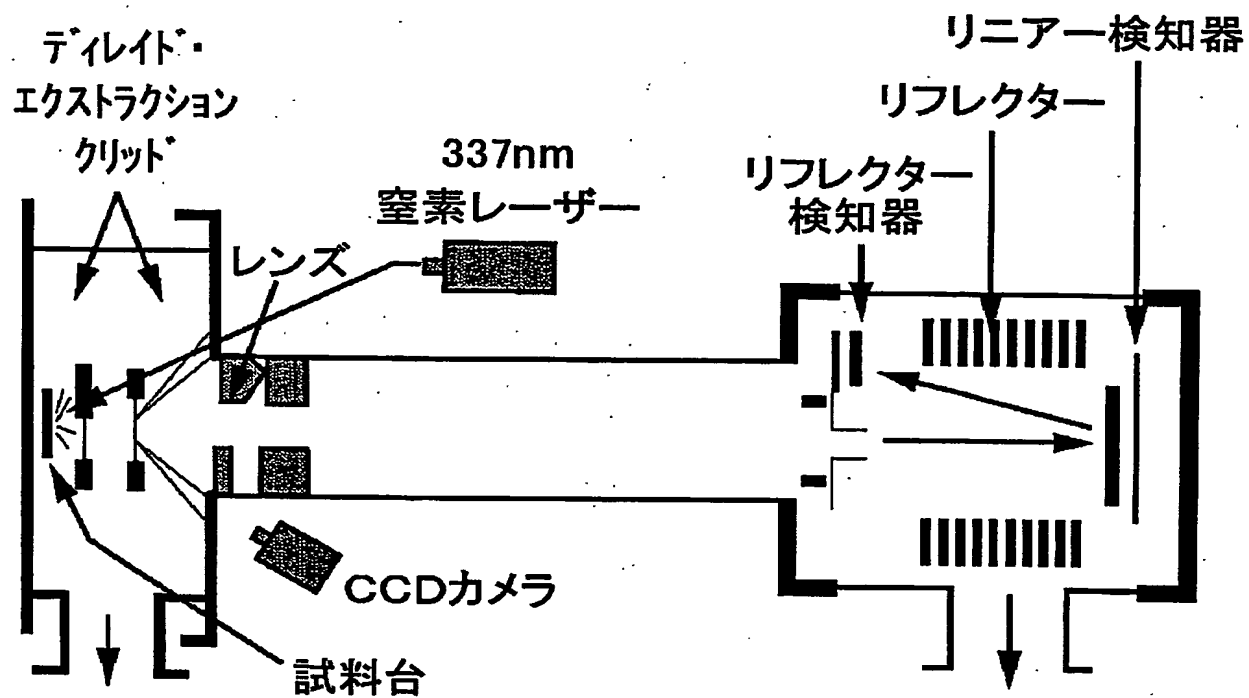 ディレイド・
エクストラクション
クリッド
337nm
窒素レーザー
レンズ
リニアー検知器
リフレクター
リフレクター
検知器
CCDカメラ
試料台